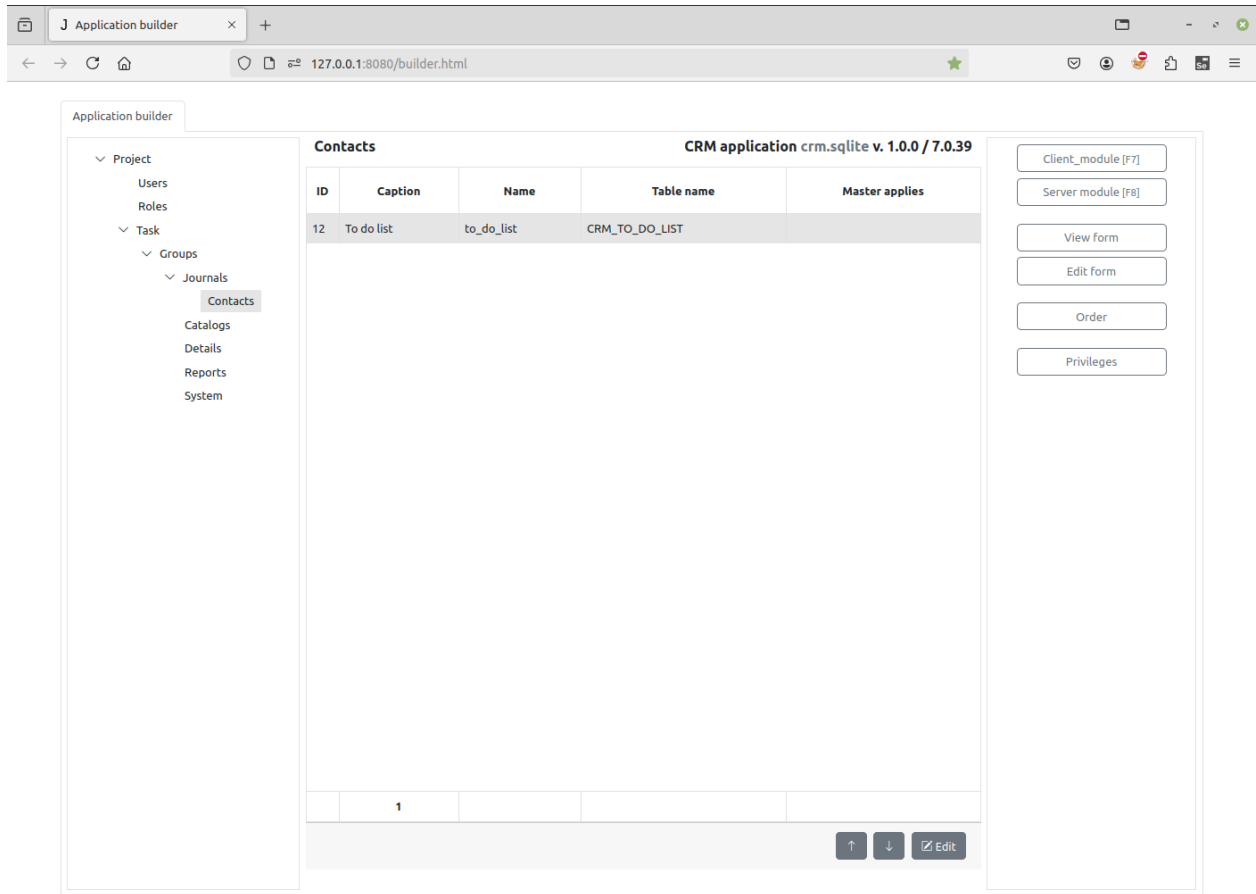 J Application builder
127.0.0.1:8080/builder.html
Se
Application builder
Project
Users
Roles
Task
Groups
Journals
Contacts
Catalogs
Details
Reports
System
Contacts CRM application crm.sqlite v. 1.0.0 / 7.0.39
ID Caption Name Table name Master applies
12 To do list to_do_list CRM_TO_DO_LIST
1
Edit
Client_module [F7]
Server module [F8]
View form
Edit form
Order
Privileges